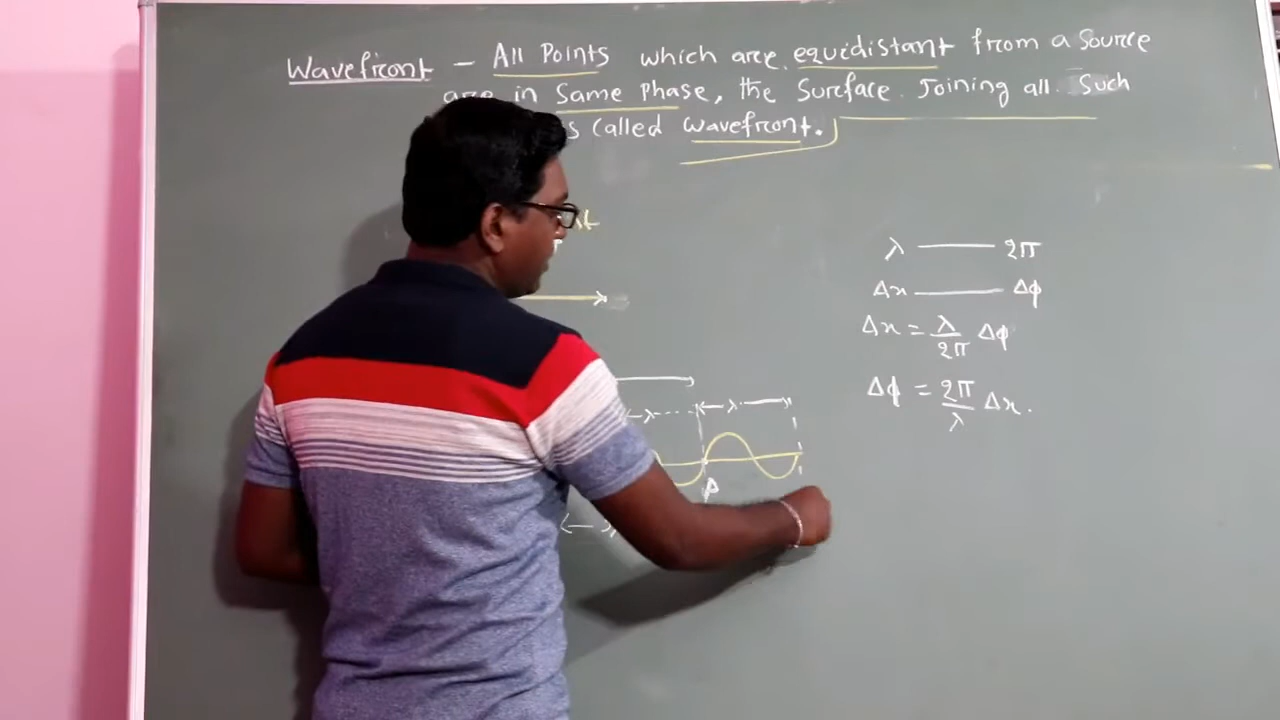 Wavefront - All Points which are equidistant from a Source
are in Same Phase, the Surface Joining all Such
called Wavefront.
λ — 2π
Δx — Δϕ
Δx = λ/2π Δϕ
Δϕ = 2π/λ Δx.
λ λ
P